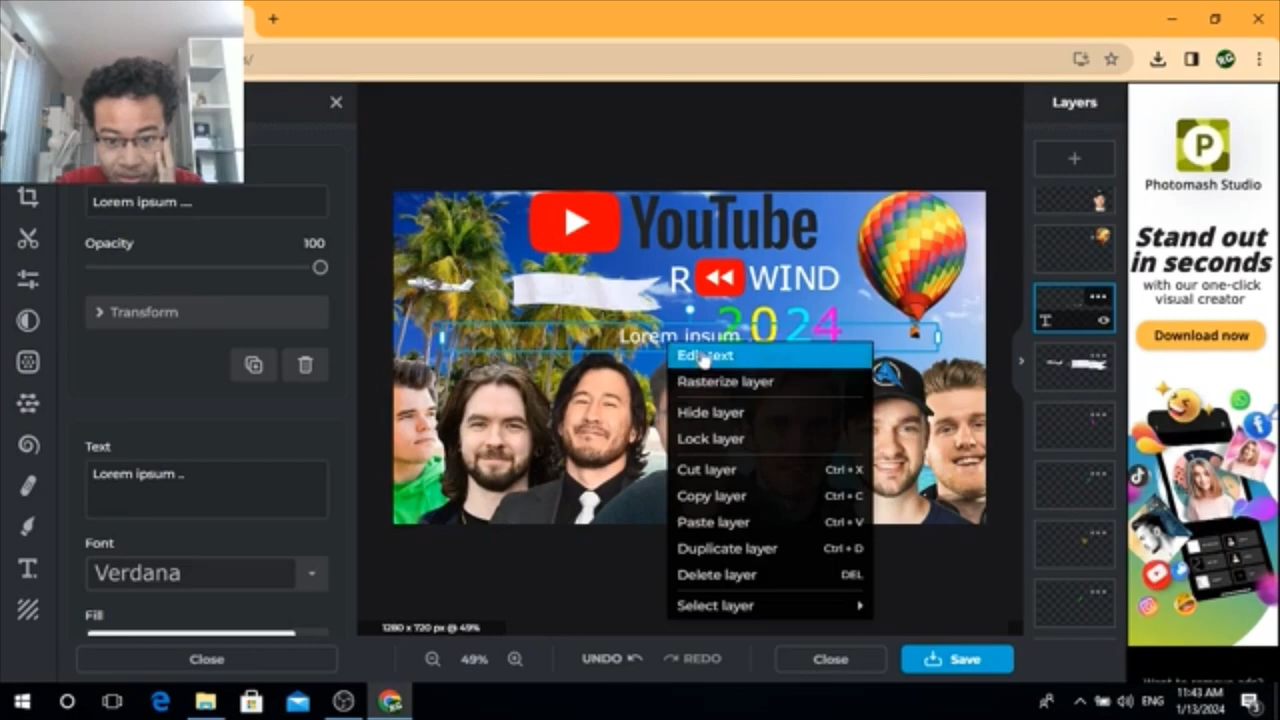 Lorem ipsum ....
Opacity
100
Transform
Text
Lorem ipsum ..
Font
Verdana
Fill
Close
YouTube
R WIND
2024
Lorem ipsum
Edit text
Rasterize layer
Hide layer
Lock layer
Cut layer Ctrl + X
Copy layer Ctrl + C
Paste layer Ctrl + V
Duplicate layer Ctrl + D
Delete layer DEL
Select layer
1280 x 720 px @ 49%
49%
UNDO
REDO
Close
Save
Layers
T
P
Photomash Studio
Stand out
in seconds
with our one-click
visual creator
Download now
ENG
11:43 AM
1/13/2024